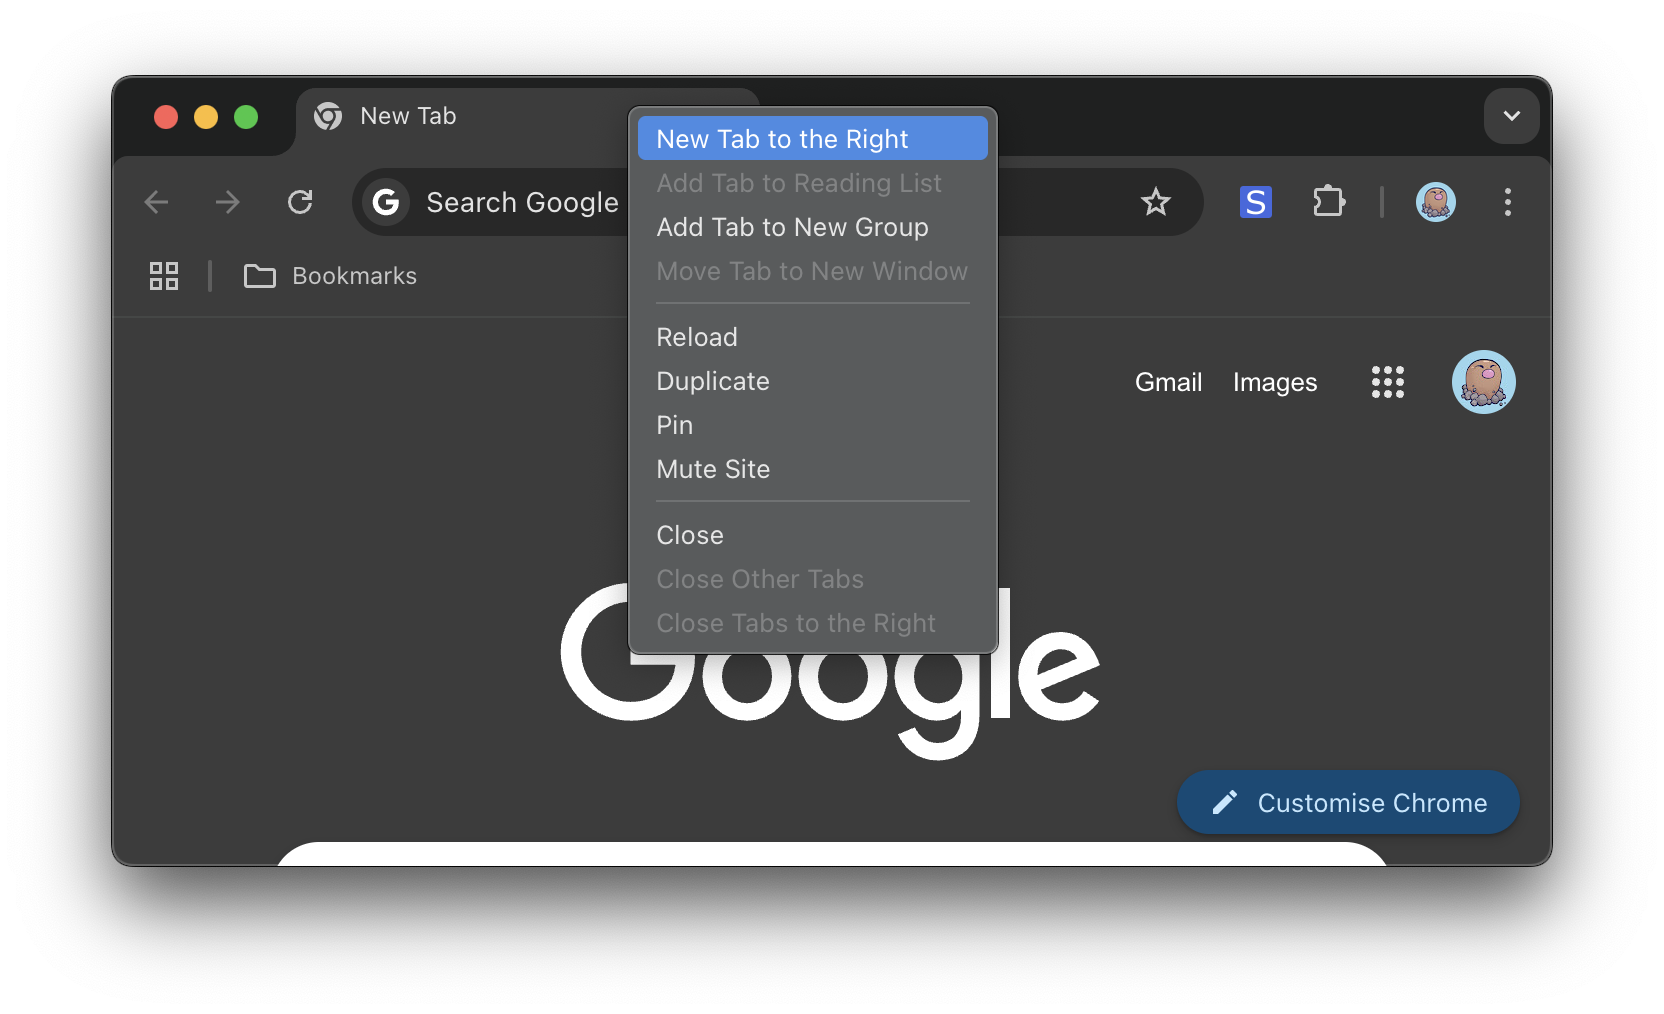 New Tab
New Tab to the Right
Add Tab to Reading List
Search Google
S
Add Tab to New Group
Move Tab to New Window
Bookmarks
Reload
Duplicate
Gmail Images
Pin
Mute Site
Close
Close Other Tabs
Close Tabs to the Right
Google
Customise Chrome